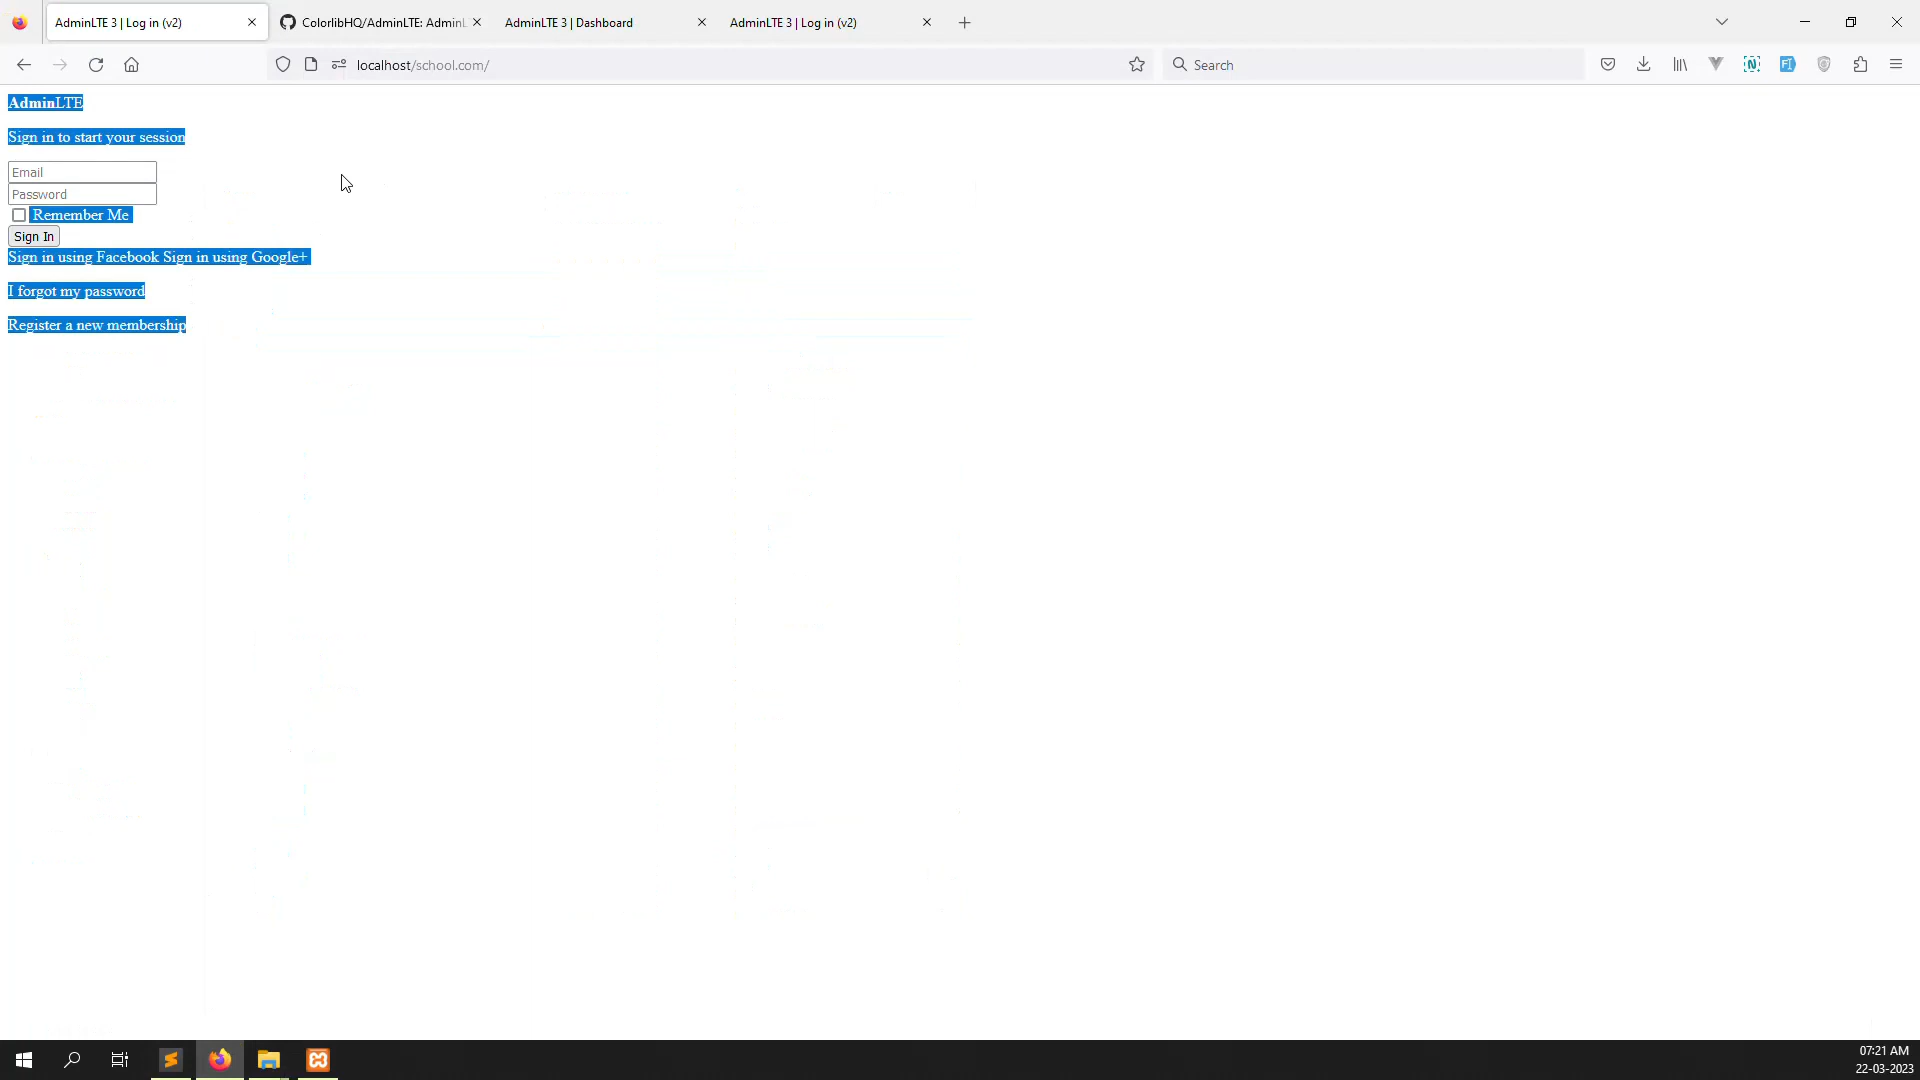 AdminLTE 3 | Log in (v2)
ColorlibHQ/AdminLTE: AdminL
AdminLTE 3 | Dashboard
AdminLTE 3 | Log in (v2)
localhost/school.com/
Search
AdminLTE
Sign in to start your session
Email
Password
Remember Me
Sign In
Sign in using Facebook Sign in using Google+
I forgot my password
Register a new membership
07:21 AM
22-03-2023